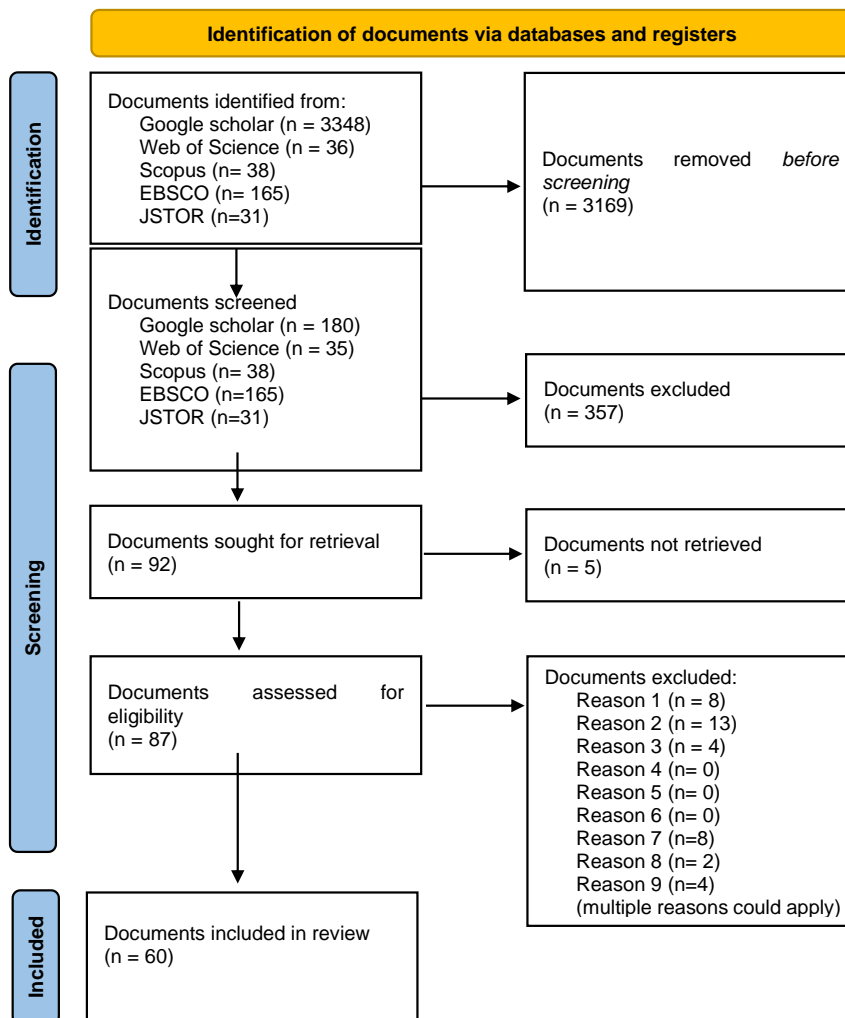 Identification of documents via databases and registers
Identification
Documents identified from:
Google scholar (n = 3348)
Web of Science (n = 36)
Scopus (n= 38)
EBSCO (n= 165)
JSTOR (n=31)
Documents removed before
screening
(n = 3169)
Screening
Documents screened
Google scholar (n = 180)
Web of Science (n = 35)
Scopus (n= 38)
EBSCO (n=165)
JSTOR (n=31)
Documents excluded
(n = 357)
Documents sought for retrieval
(n = 92)
Documents not retrieved
(n = 5)
Documents assessed for
eligibility
(n = 87)
Documents excluded:
Reason 1 (n = 8)
Reason 2 (n = 13)
Reason 3 (n = 4)
Reason 4 (n= 0)
Reason 5 (n= 0)
Reason 6 (n= 0)
Reason 7 (n=8)
Reason 8 (n= 2)
Reason 9 (n=4)
(multiple reasons could apply)
Included
Documents included in review
(n = 60)